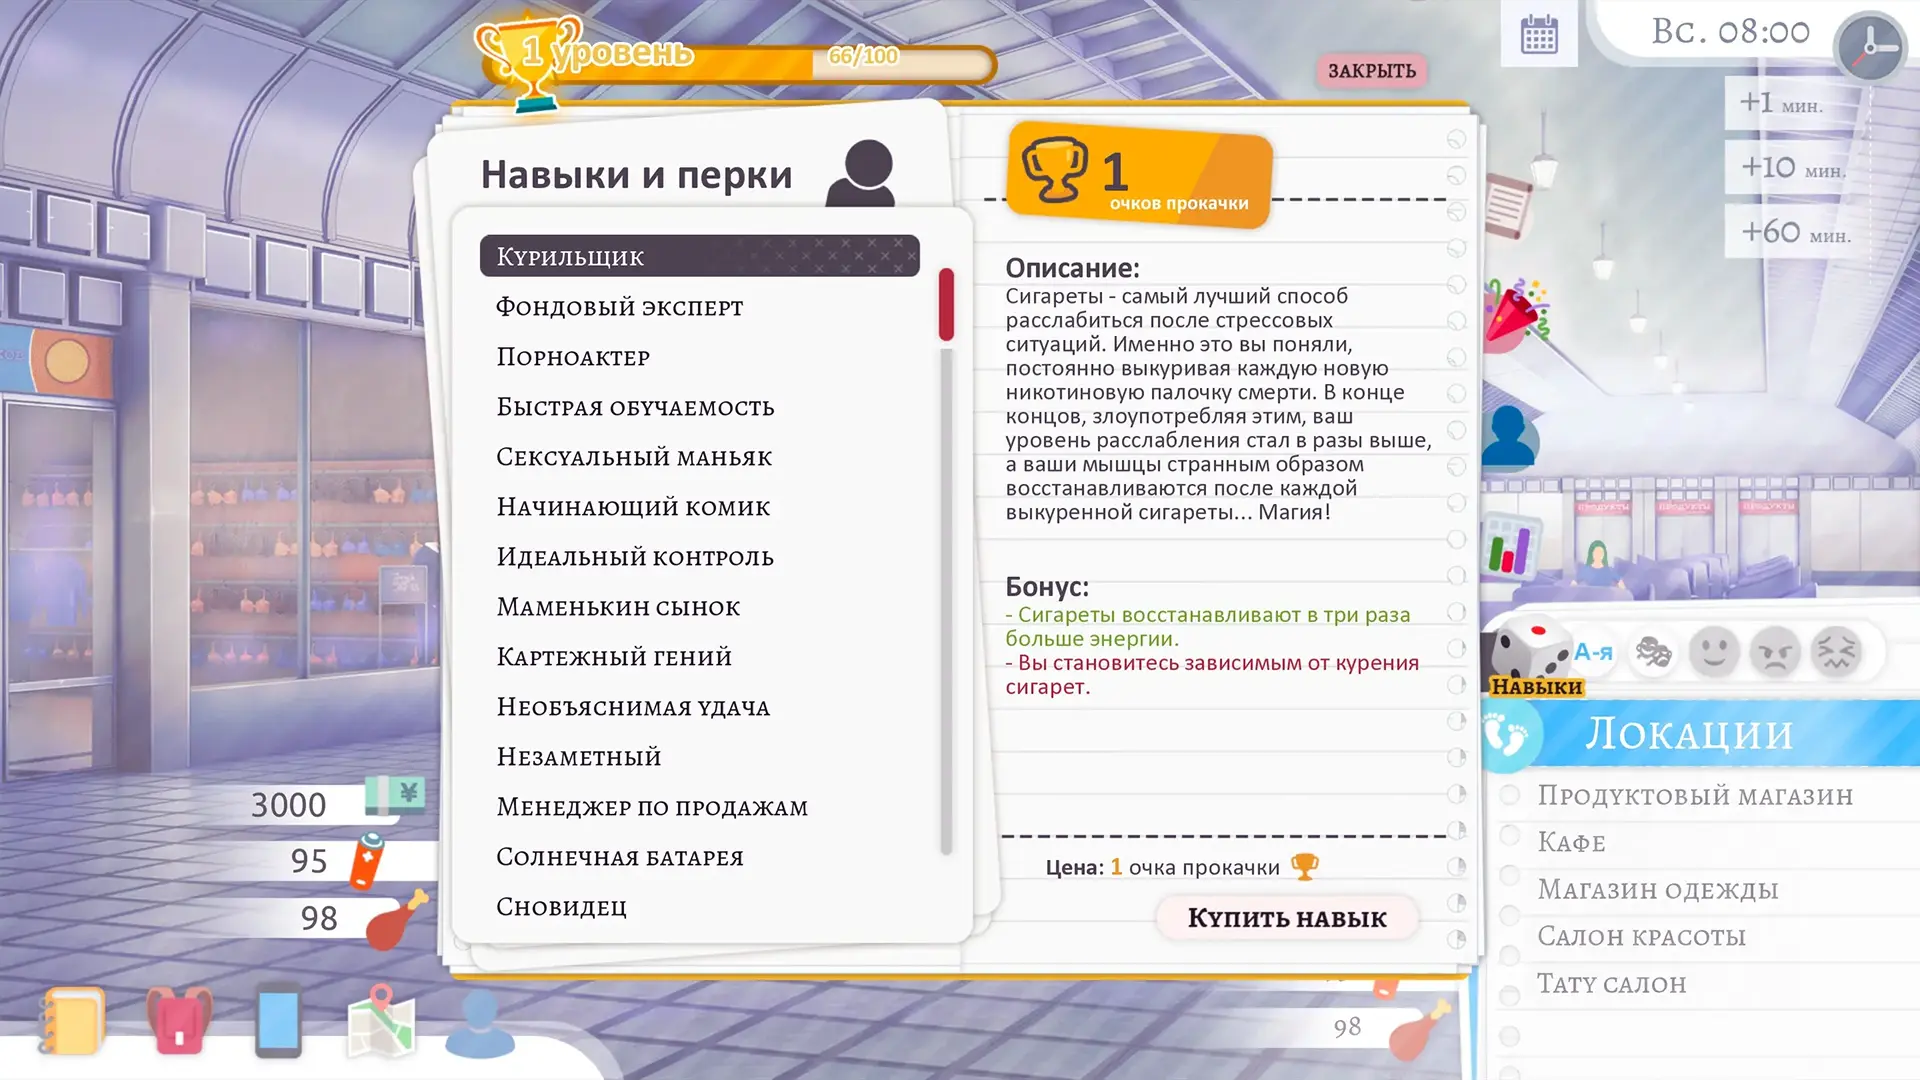 1 уровень
66/100
ЗАКРЫТЬ
Вс. 08:00
+1 мин.
+10 мин.
+60 мин.
Навыки и перки
1
очков прокачки
Курильщик
Фондовый эксперт
Порноактер
Быстрая обучаемость
Сексуальный маньяк
Начинающий комик
Идеальный контроль
Маменькин сынок
Картежный гений
Необъяснимая удача
Незаметный
Менеджер по продажам
Солнечная батарея
Сновидец
Описание:
Сигареты - самый лучший способ
расслабиться после стрессовых
ситуаций. Именно это вы поняли,
постоянно выкуривая каждую новую
никотиновую палочку смерти. В конце
концов, злоупотребляя этим, ваш
уровень расслабления стал в разы выше,
а ваши мышцы странным образом
восстанавливаются после каждой
выкуренной сигареты... Магия!
Бонус:
- Сигареты восстанавливают в три раза
больше энергии.
- Вы становитесь зависимым от курения
сигарет.
Цена: 1 очка прокачки
Купить навык
ПРОДУКТЫ
ПРОДУКТЫ
ПРОДУКТЫ
А-я
Навыки
Локации
Продуктовый магазин
Кафе
Магазин одежды
Салон красоты
Тату салон
3000
¥
95
98
98